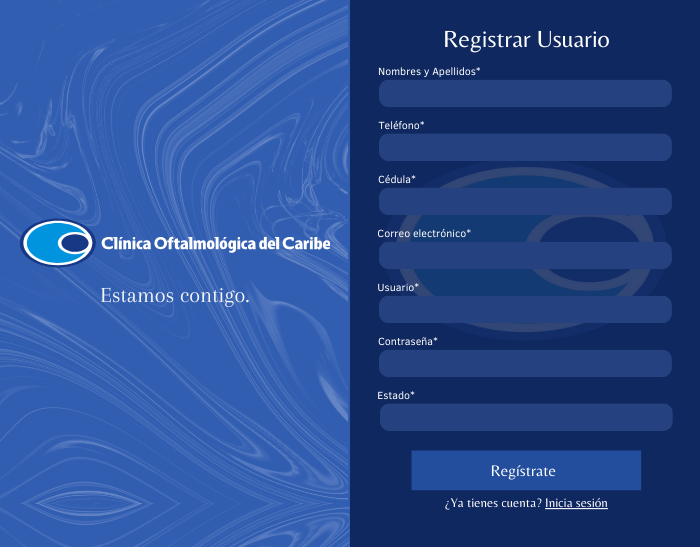 Clínica Oftalmológica del Caribe
Estamos contigo.
Registrar Usuario
Nombres y Apellidos*
Teléfono*
Cédula*
Correo electrónico*
Usuario*
Contraseña*
Estado*
Regístrate
¿Ya tienes cuenta? Inicia sesión